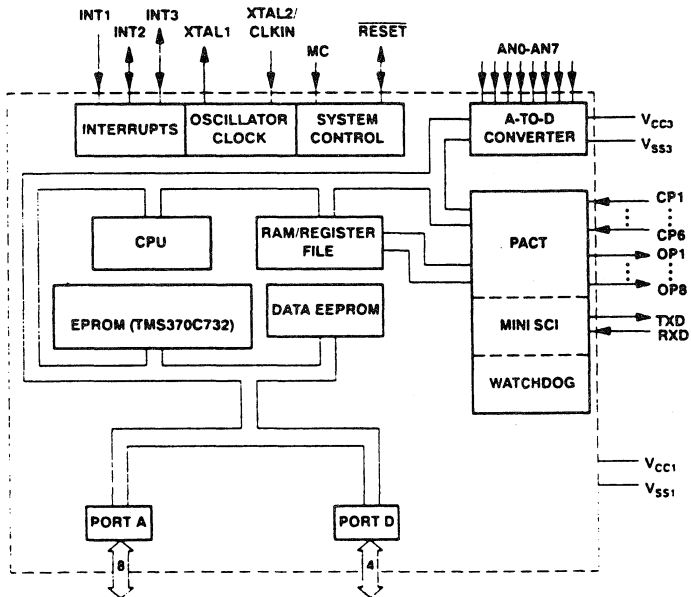 INT1
INT2
INT3
XTAL1
XTAL2/
CLKIN
MC
RESET
AN0-AN7
INTERRUPTS
OSCILLATOR
CLOCK
SYSTEM
CONTROL
A-TO-D
CONVERTER
VCC3
VSS3
CPU
RAM/REGISTER
FILE
PACT
CP1
CP6
OP1
OP8
EPROM (TMS370C732)
DATA EEPROM
MINI SCI
TXD
RXD
WATCHDOG
VCC1
VSS1
PORT A
PORT D
8
4